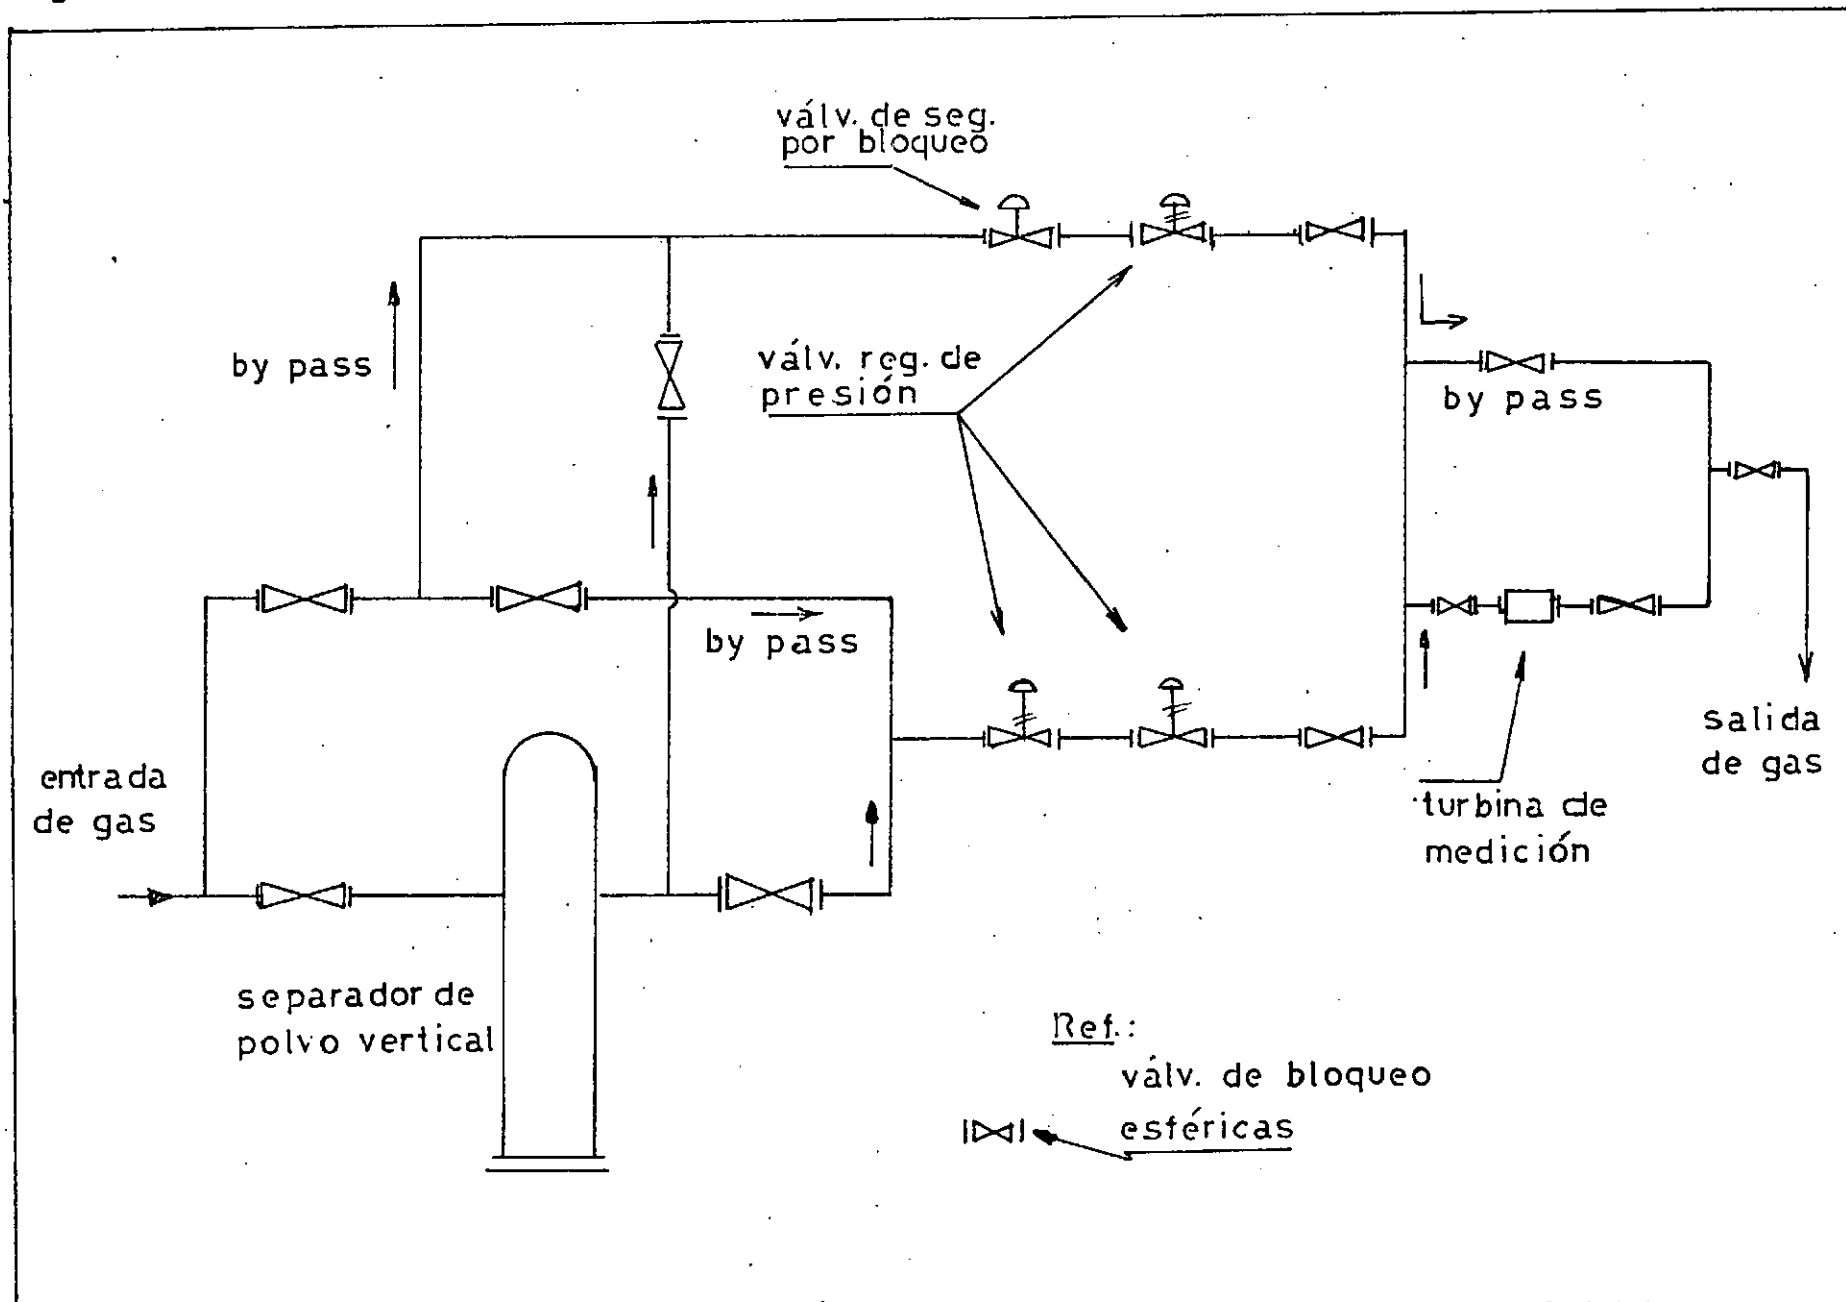 válv. de seg.
por bloqueo
by pass
válv. reg. de
presión
by pass
by pass
entrada
de gas
salida
de gas
turbina de
medición
separador de
polvo vertical
Ref.:
válv. de bloqueo
esféricas